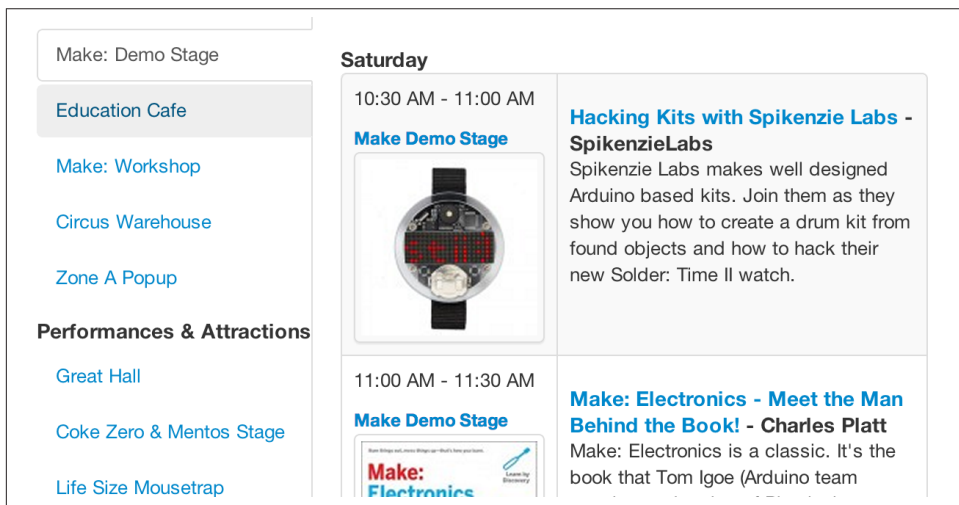 Make: Demo Stage
Education Cafe
Make: Workshop
Circus Warehouse
Zone A Popup
Performances & Attractions
Great Hall
Coke Zero & Mentos Stage
Life Size Mousetrap
Saturday
10:30 AM - 11:00 AM
Make Demo Stage
Hacking Kits with Spikenzie Labs -
SpikenzieLabs
Spikenzie Labs makes well designed
Arduino based kits. Join them as they
show you how to create a drum kit from
found objects and how to hack their
new Solder: Time II watch.
11:00 AM - 11:30 AM
Make Demo Stage
Make:
Electronics
Learn by
Discovery
Make: Electronics - Meet the Man
Behind the Book! - Charles Platt
Make: Electronics is a classic. It's the
book that Tom Igoe (Arduino team